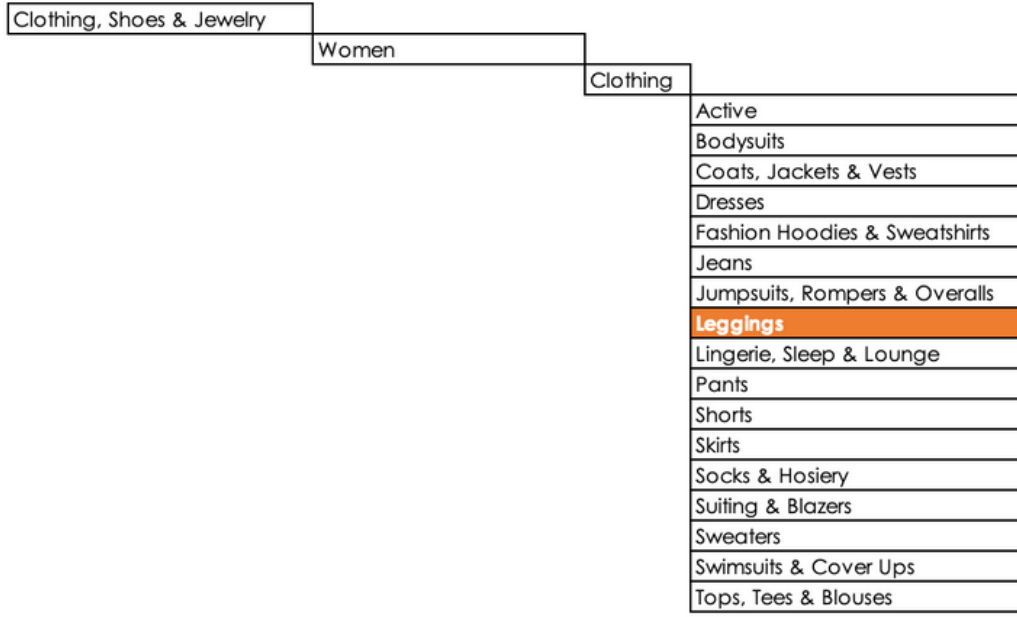 Clothing, Shoes & Jewelry
Women
Clothing
Active
Bodysuits
Coats, Jackets & Vests
Dresses
Fashion Hoodies & Sweatshirts
Jeans
Jumpsuits, Rompers & Overalls
Leggings
Lingerie, Sleep & Lounge
Pants
Shorts
Skirts
Socks & Hosiery
Suiting & Blazers
Sweaters
Swimsuits & Cover Ups
Tops, Tees & Blouses